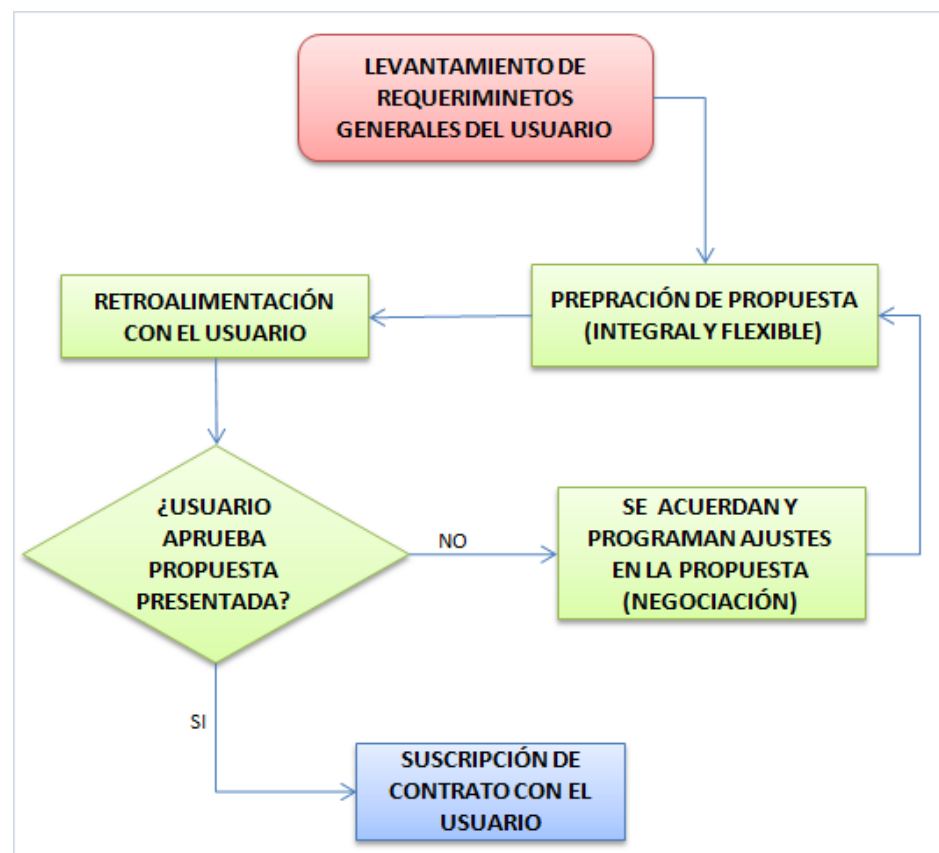 LEVANTAMIENTO DE
REQUERIMINETOS
GENERALES DEL USUARIO
PREPRACIÓN DE PROPUESTA
(INTEGRAL Y FLEXIBLE)
RETROALIMENTACIÓN
CON EL USUARIO
¿USUARIO
APRUEBA
PROPUESTA
PRESENTADA?
NO
SE ACUERDAN Y
PROGRAMAN AJUSTES
EN LA PROPUESTA
(NEGOCIACIÓN)
SI
SUSCRIPCIÓN DE
CONTRATO CON EL
USUARIO